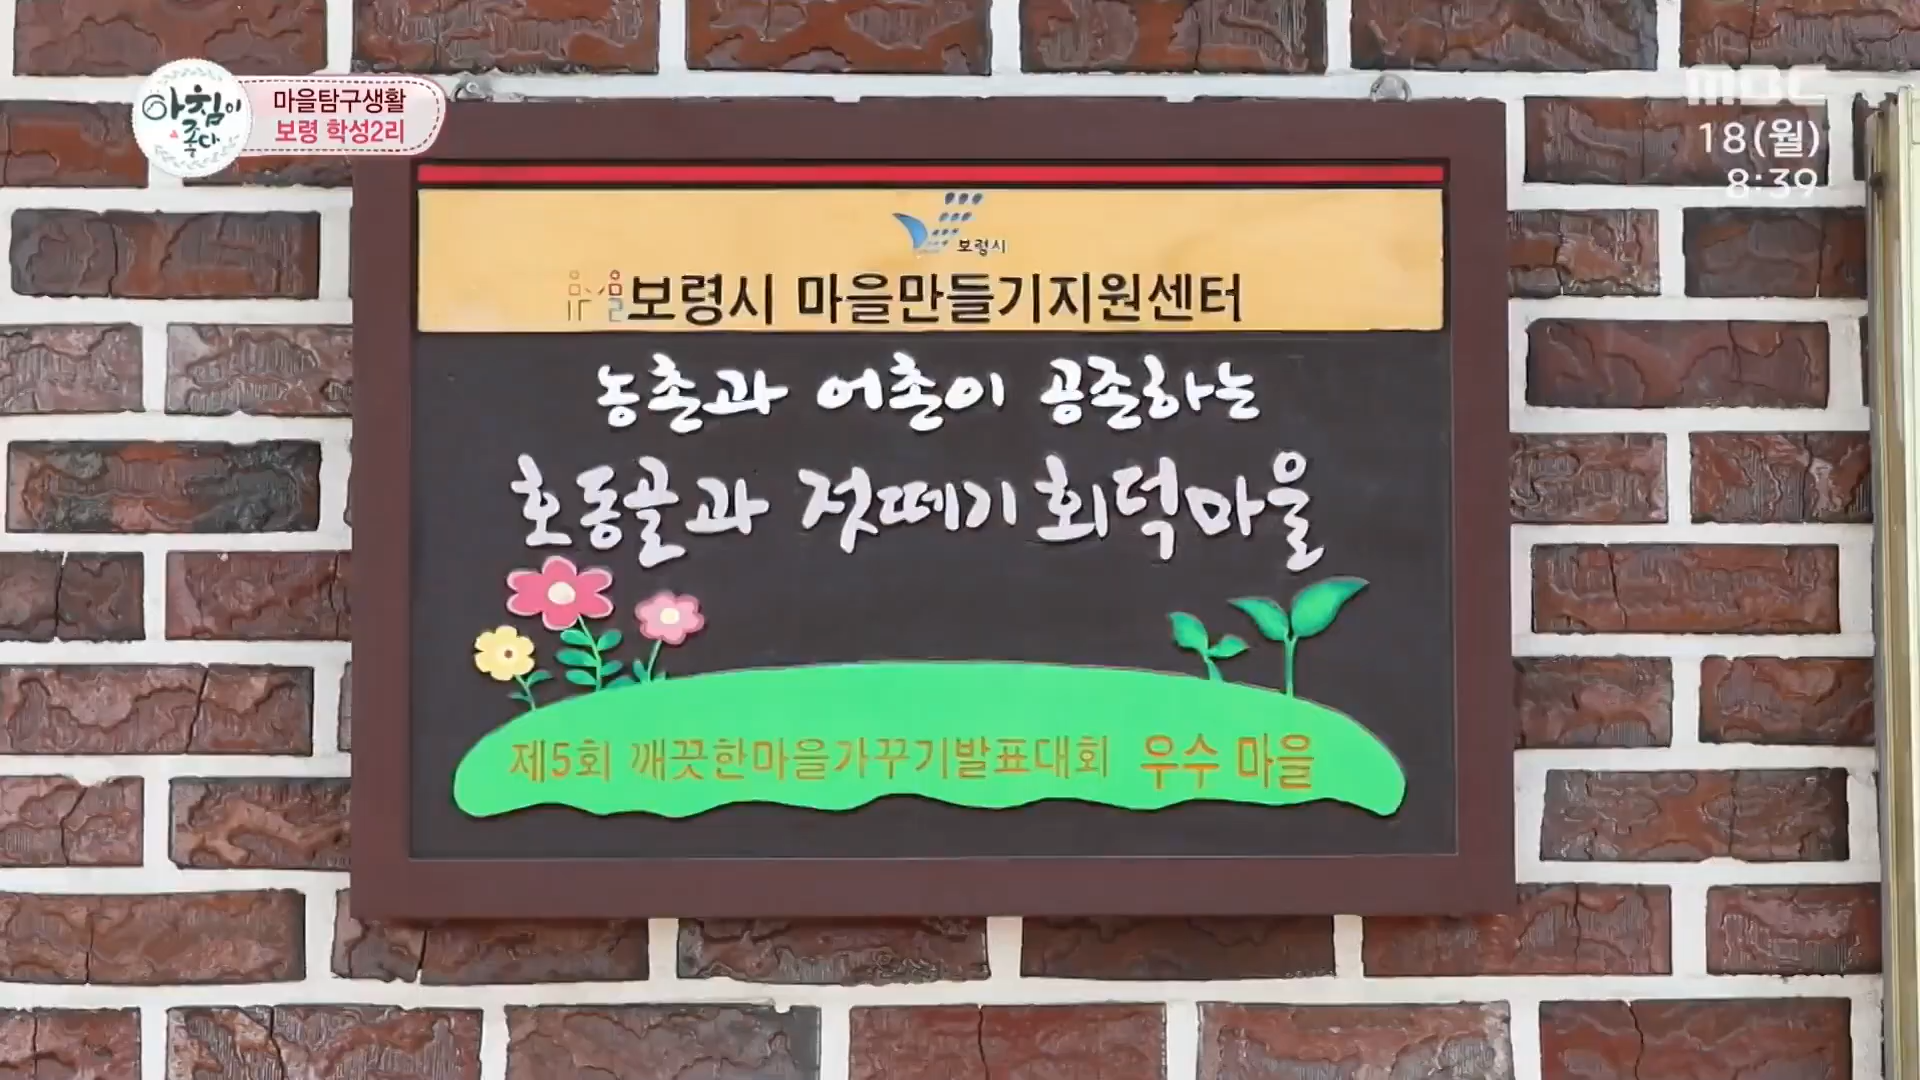 아침이
좋다
마을탐구생활
보령 학성2리
MBC
18(월)
8:39
보령시
마을보령시 마을만들기지원센터
농촌과 어촌이 공존하는
호동골과 젓떼기 회덕마을
제5회 깨끗한마을가꾸기발표대회 우수 마을